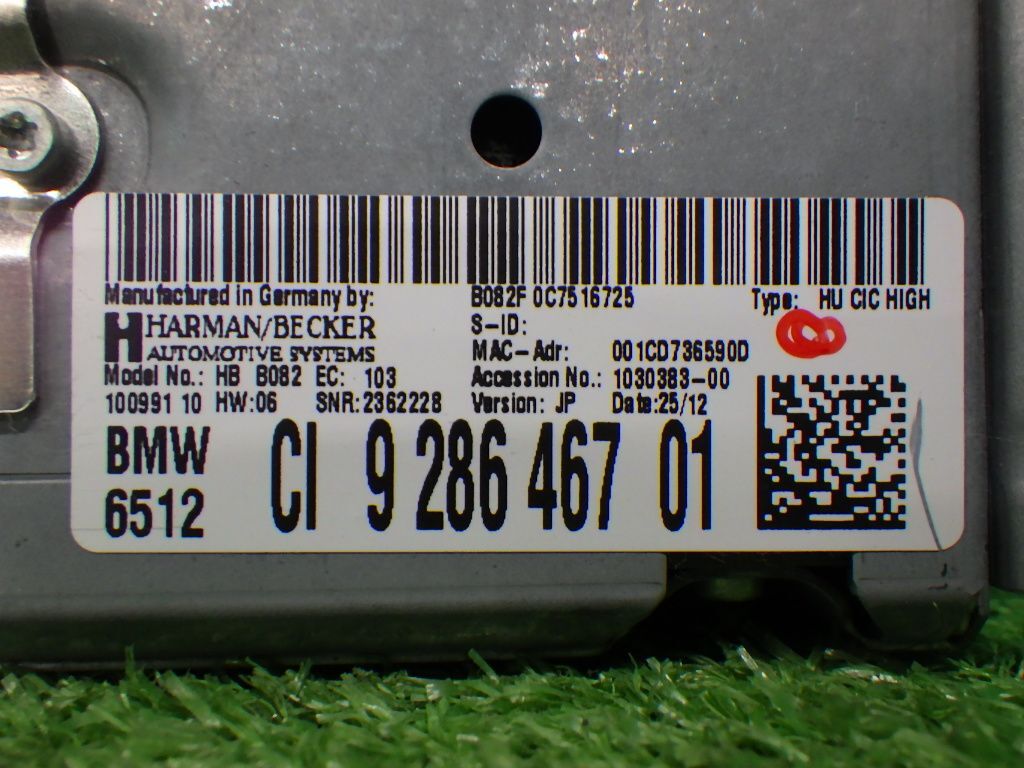 Manufactured in Germany by: B082F 0C7516725 Type: HU CIC HIGH
HARMAN/BECKER S-ID:
AUTOMOTIVE SYSTEMS MAC-Adr: 001CD736590D
Model No.: HB B082 EC: 103 Accession No.: 1030383-00
100991 10 HW:06 SNR:2362228 Version: JP Date:25/12
BMW CI 9 286 467 01
6512